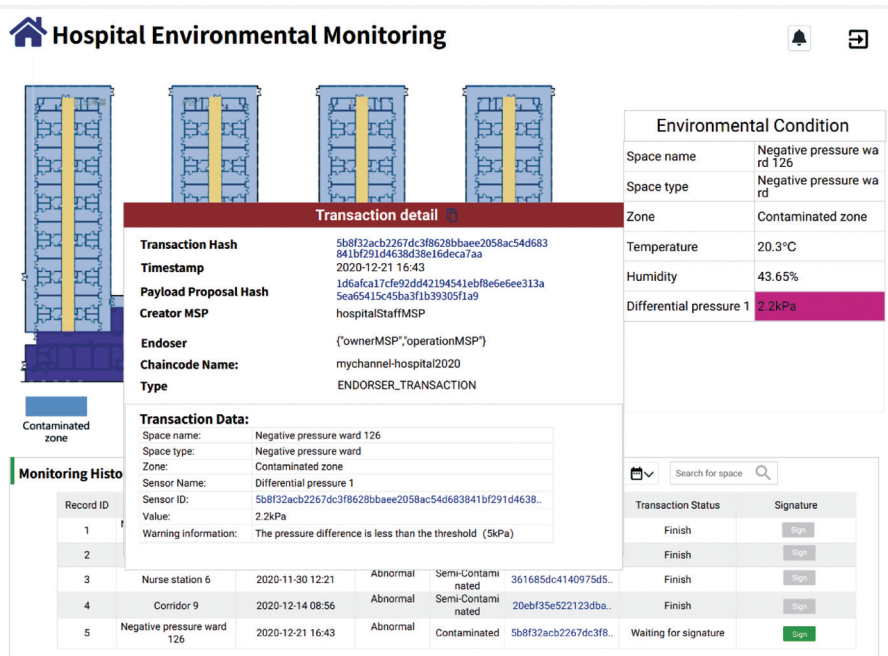 Hospital Environmental Monitoring
Environmental Condition
Space name Negative pressure wa
rd 126
Space type Negative pressure wa
rd
Zone Contaminated zone
Temperature 20.3°C
Humidity 43.65%
Differential pressure 1 2.2kPa
Transaction detail
Transaction Hash 5b8f32acb2267dc3f8628bbaee2058ac54d683
841bf291d4638d38e16deca7aa
Timestamp 2020-12-21 16:43
Payload Proposal Hash 1d6afca17cfe92dd42194541ebf8e6e6ee313a
5ea65415c45ba3f1b39305f1a9
Creator MSP hospitalStaffMSP
Endoser {"ownerMSP","operationMSP"}
Chaincode Name: mychannel-hospital2020
Type ENDORSER_TRANSACTION
Transaction Data:
Space name: Negative pressure ward 126
Space type: Negative pressure ward
Zone: Contaminated zone
Sensor Name: Differential pressure 1
Sensor ID: 5b8f32acb2267dc3f8628bbaee2058ac54d683841bf291d4638..
Value: 2.2kPa
Warning information: The pressure difference is less than the threshold (5kPa)
Contaminated
zone
Monitoring Histo
Search for space
Record ID Transaction Status Signature
1 Finish Sign
2 Finish Sign
3 Nurse station 6 2020-11-30 12:21 Abnormal Semi-Contami
nated 361685dc4140975d5.. Finish Sign
4 Corridor 9 2020-12-14 08:56 Abnormal Semi-Contami
nated 20ebf35e522123dba.. Finish Sign
5 Negative pressure ward
126 2020-12-21 16:43 Abnormal Contaminated 5b8f32acb2267dc3f8.. Waiting for signature Sign